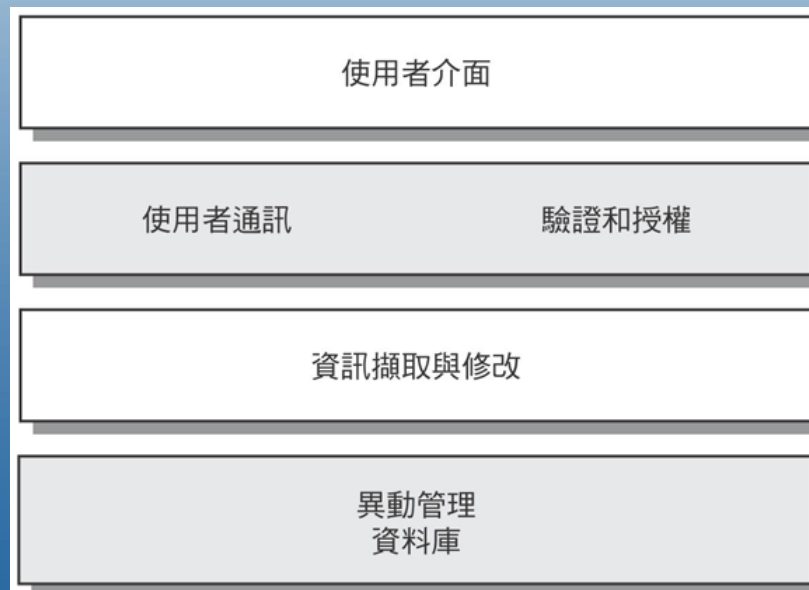 使用者介面
使用者通訊 驗證和授權
資訊擷取與修改
異動管理
資料庫